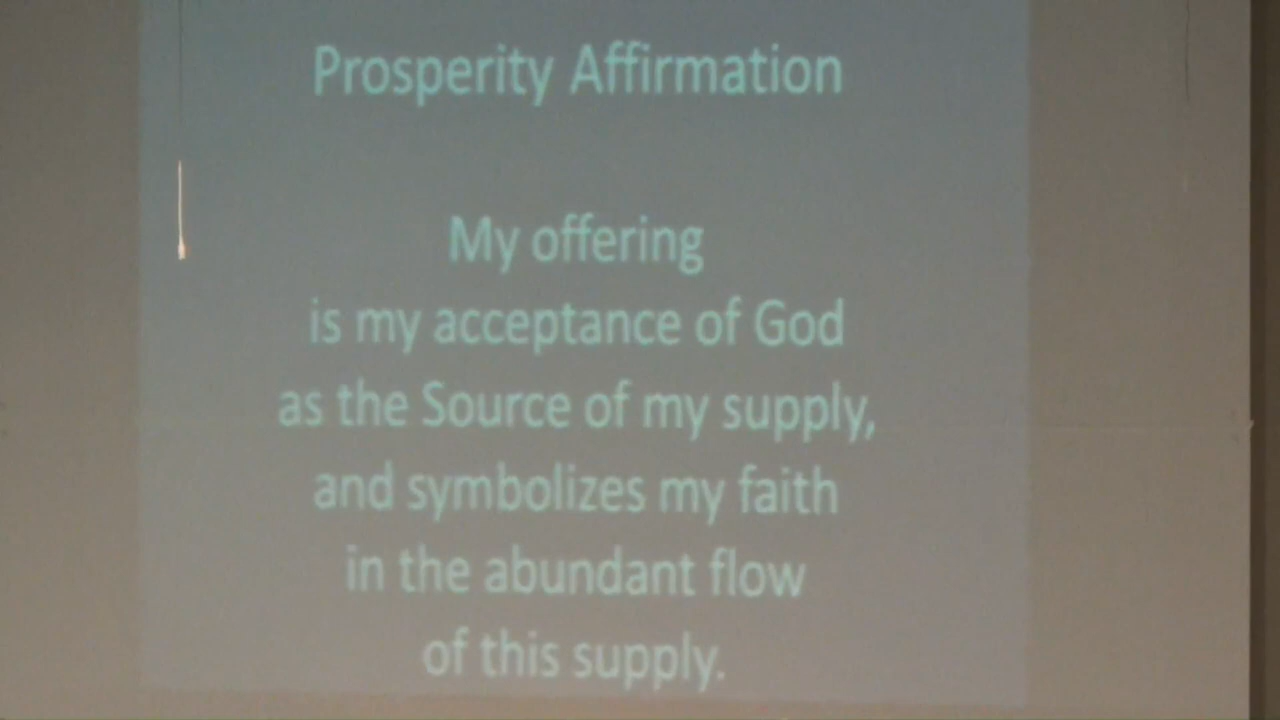 Prosperity Affirmation
My offering
is my acceptance of God
as the Source of my supply,
and symbolizes my faith
in the abundant flow
of this supply.